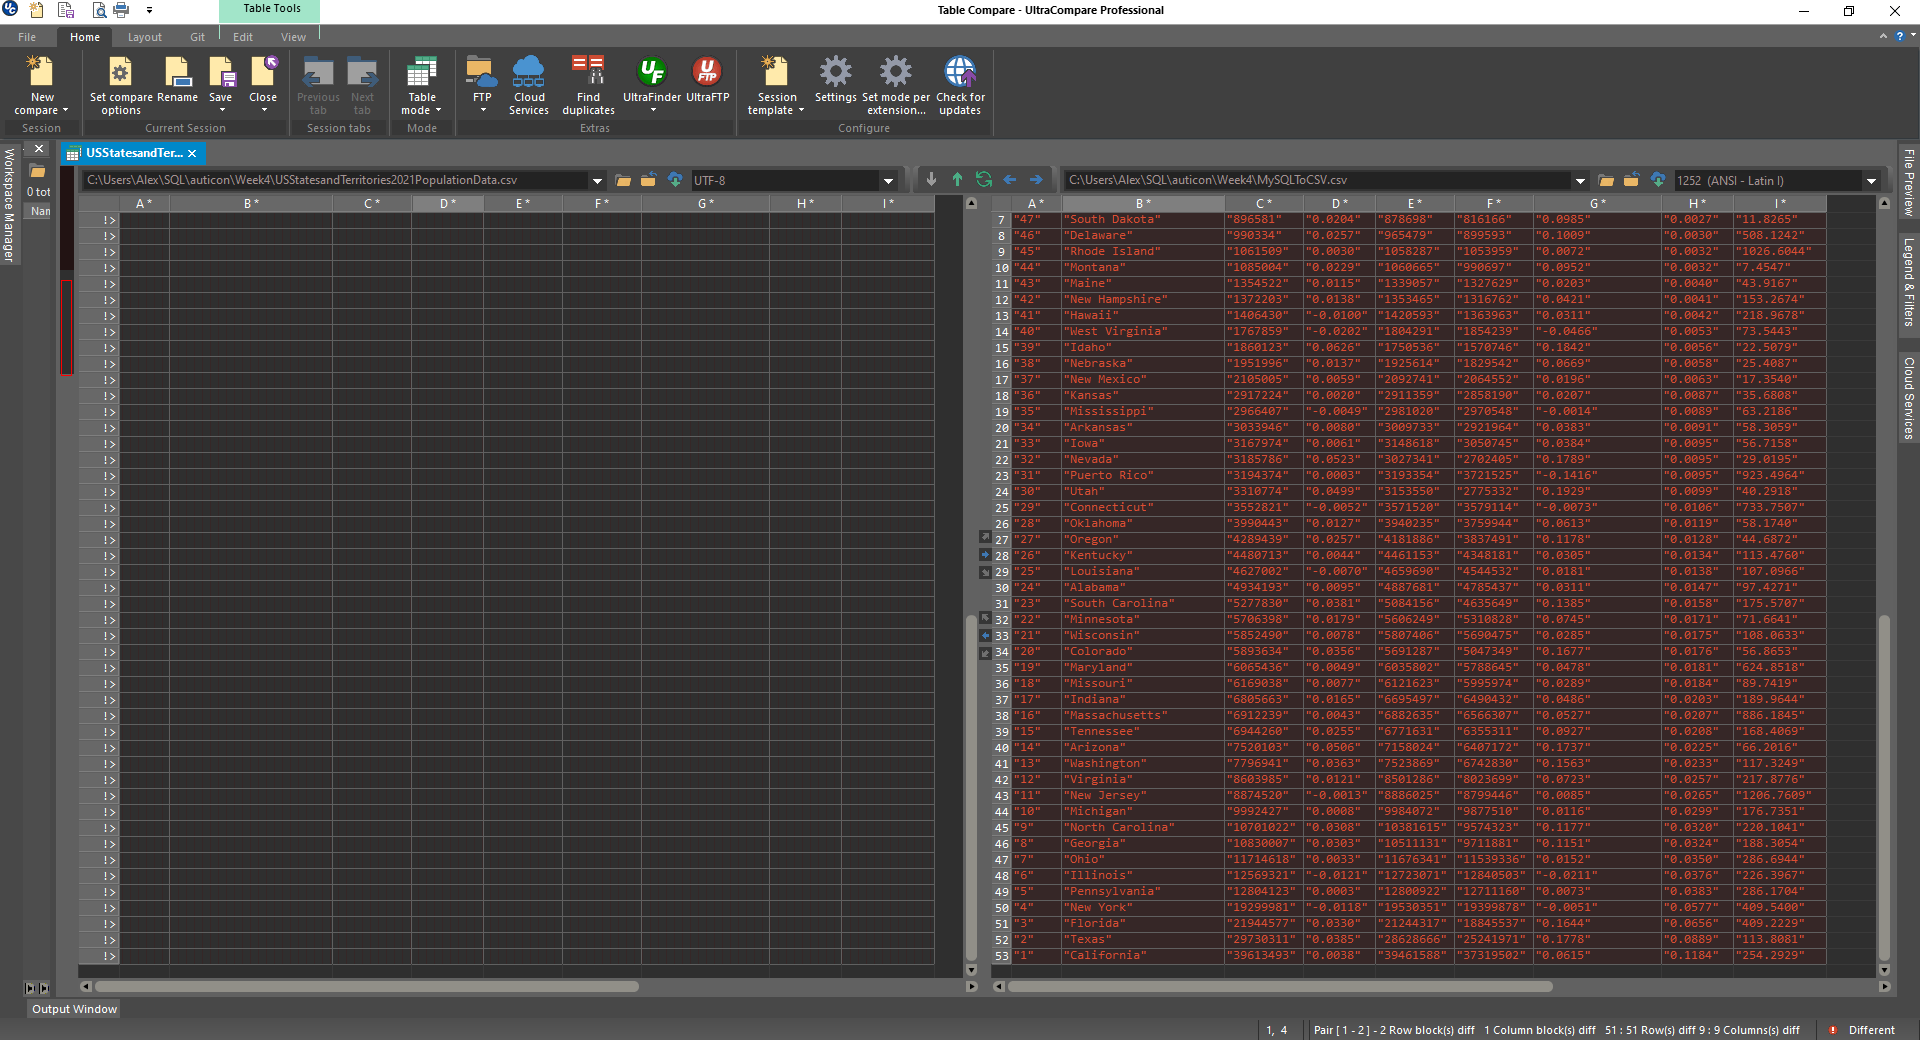 Table Tools
Table Compare - UltraCompare Professional
File Home Layout Git Edit View
New compare
Set compare options
Rename
Save
Close
Previous tab
Next tab
Table mode
FTP
Cloud Services
Find duplicates
UltraFinder
UltraFTP
Session template
Settings
Set mode per extension...
Check for updates
Session Current Session Session tabs Mode Extras Configure
Workspace Manager
USStatesandTer...
0 tot
Nam
C:\Users\Alex\SQL\auticon\Week4\USStatesandTerritories2021PopulationData.csv UTF-8
C:\Users\Alex\SQL\auticon\Week4\MySQLToCSV.csv 1252 (ANSI - Latin I)
File Preview
Legend & Filters
Cloud Services
A * B * C * D * E * F * G * H * I *
A * B * C * D * E * F * G * H * I *
7 "47" "South Dakota" "896581" "0.0204" "878698" "816166" "0.0985" "0.0027" "11.8265"
8 "46" "Delaware" "990334" "0.0257" "965479" "899593" "0.1009" "0.0030" "508.1242"
9 "45" "Rhode Island" "1061509" "0.0030" "1058287" "1053959" "0.0072" "0.0032" "1026.6044"
10 "44" "Montana" "1085004" "0.0229" "1060665" "990697" "0.0952" "0.0032" "7.4547"
11 "43" "Maine" "1354522" "0.0115" "1339057" "1327629" "0.0203" "0.0040" "43.9167"
12 "42" "New Hampshire" "1372203" "0.0138" "1353465" "1316762" "0.0421" "0.0041" "153.2674"
13 "41" "Hawaii" "1406430" "-0.0100" "1420593" "1363963" "0.0311" "0.0042" "218.9678"
14 "40" "West Virginia" "1767859" "-0.0202" "1804291" "1854239" "-0.0466" "0.0053" "73.5443"
15 "39" "Idaho" "1860123" "0.0626" "1750536" "1570746" "0.1842" "0.0056" "22.5079"
16 "38" "Nebraska" "1951996" "0.0137" "1925614" "1829542" "0.0669" "0.0058" "25.4087"
17 "37" "New Mexico" "2105005" "0.0059" "2092741" "2064552" "0.0196" "0.0063" "17.3540"
18 "36" "Kansas" "2917224" "0.0020" "2911359" "2858190" "0.0207" "0.0087" "35.6808"
19 "35" "Mississippi" "2966407" "-0.0049" "2981020" "2970548" "-0.0014" "0.0089" "63.2186"
20 "34" "Arkansas" "3033946" "0.0080" "3009733" "2921964" "0.0383" "0.0091" "58.3059"
21 "33" "Iowa" "3167974" "0.0061" "3148618" "3050745" "0.0384" "0.0095" "56.7158"
22 "32" "Nevada" "3185786" "0.0523" "3027341" "2702405" "0.1789" "0.0095" "29.0195"
23 "31" "Puerto Rico" "3194374" "0.0003" "3193354" "3721525" "-0.1416" "0.0095" "923.4964"
24 "30" "Utah" "3310774" "0.0499" "3153550" "2775332" "0.1929" "0.0099" "40.2918"
25 "29" "Connecticut" "3552821" "-0.0052" "3571520" "3579114" "-0.0073" "0.0106" "733.7507"
26 "28" "Oklahoma" "3990443" "0.0127" "3940235" "3759944" "0.0613" "0.0119" "58.1740"
27 "27" "Oregon" "4289439" "0.0257" "4181886" "3837491" "0.1178" "0.0128" "44.6872"
28 "26" "Kentucky" "4480713" "0.0044" "4461153" "4348181" "0.0305" "0.0134" "113.4760"
29 "25" "Louisiana" "4627002" "-0.0070" "4659690" "4544532" "0.0181" "0.0138" "107.0966"
30 "24" "Alabama" "4934193" "0.0095" "4887681" "4785437" "0.0311" "0.0147" "97.4271"
31 "23" "South Carolina" "5277830" "0.0381" "5084156" "4635649" "0.1385" "0.0158" "175.5707"
32 "22" "Minnesota" "5706398" "0.0179" "5606249" "5310828" "0.0745" "0.0171" "71.6641"
33 "21" "Wisconsin" "5852490" "0.0078" "5807406" "5690475" "0.0285" "0.0175" "108.0633"
34 "20" "Colorado" "5893634" "0.0356" "5691287" "5047349" "0.1677" "0.0176" "56.8653"
35 "19" "Maryland" "6065436" "0.0049" "6035802" "5788645" "0.0478" "0.0181" "624.8518"
36 "18" "Missouri" "6169038" "0.0077" "6121623" "5995974" "0.0289" "0.0184" "89.7419"
37 "17" "Indiana" "6805663" "0.0165" "6695497" "6490432" "0.0486" "0.0203" "189.9644"
38 "16" "Massachusetts" "6912239" "0.0043" "6882635" "6566307" "0.0527" "0.0207" "886.1845"
39 "15" "Tennessee" "6944260" "0.0255" "6771631" "6355311" "0.0927" "0.0208" "168.4069"
40 "14" "Arizona" "7520103" "0.0506" "7158024" "6407172" "0.1737" "0.0225" "66.2016"
41 "13" "Washington" "7796941" "0.0363" "7523869" "6742830" "0.1563" "0.0233" "117.3249"
42 "12" "Virginia" "8603985" "0.0121" "8501286" "8023699" "0.0723" "0.0257" "217.8776"
43 "11" "New Jersey" "8874520" "-0.0013" "8886025" "8799446" "0.0085" "0.0265" "1206.7609"
44 "10" "Michigan" "9992427" "0.0008" "9984072" "9877510" "0.0116" "0.0299" "176.7351"
45 "9" "North Carolina" "10701022" "0.0308" "10381615" "9574323" "0.1177" "0.0320" "220.1041"
46 "8" "Georgia" "10830007" "0.0303" "10511131" "9711881" "0.1151" "0.0324" "188.3054"
47 "7" "Ohio" "11714618" "0.0033" "11676341" "11539336" "0.0152" "0.0350" "286.6944"
48 "6" "Illinois" "12569321" "-0.0121" "12723071" "12840503" "-0.0211" "0.0376" "226.3967"
49 "5" "Pennsylvania" "12804123" "0.0003" "12800922" "12711160" "0.0073" "0.0383" "286.1704"
50 "4" "New York" "19299981" "-0.0118" "19530351" "19399878" "-0.0051" "0.0577" "409.5400"
51 "3" "Florida" "21944577" "0.0330" "21244317" "18845537" "0.1644" "0.0656" "409.2229"
52 "2" "Texas" "29730311" "0.0385" "28628666" "25241971" "0.1778" "0.0889" "113.8081"
53 "1" "California" "39613493" "0.0038" "39461588" "37319502" "0.0615" "0.1184" "254.2929"
Output Window
1, 4 Pair [ 1 - 2 ] - 2 Row block(s) diff 1 Column block(s) diff 51 : 51 Row(s) diff 9 : 9 Columns(s) diff Different